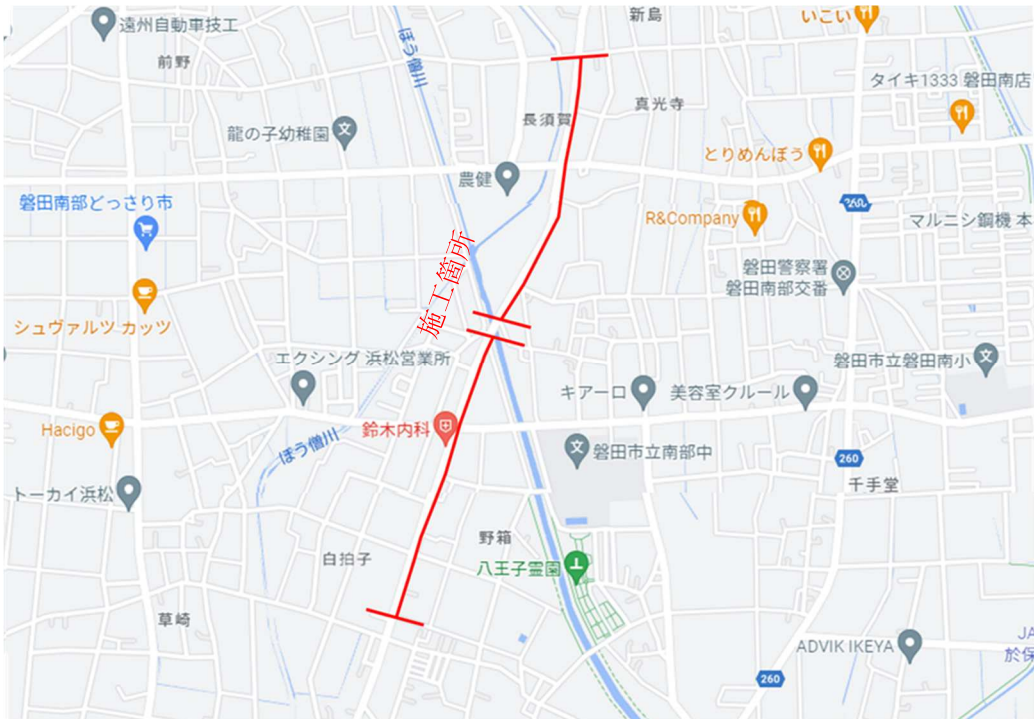 遠州自動車技工
ぼう僧川
新島
いこい
前野
タイキ1333 磐田南店
長須賀
真光寺
龍の子幼稚園
とりめんぼう
農健
磐田南部どっさり市
R&Company
260
マルニシ鋼機 本
施工箇所
磐田警察署
磐田南部交番
シュヴァルツ カッツ
エクシング 浜松営業所
磐田市立磐田南小
キアーロ
美容室クルール
Hacigo
鈴木内科
ぼう僧川
磐田市立南部中
260
千手堂
トーカイ浜松
野箱
白拍子
八王子霊園
草崎
JA
於保
ADVIK IKEYA
260